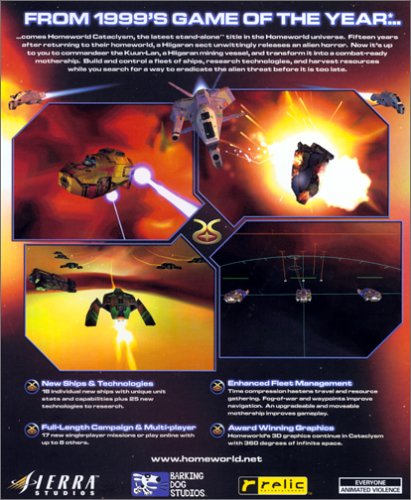 FROM 1999'S GAME OF THE YEAR*...
...comes Homeworld Cataclysm, the latest stand-alone™ title in the Homeworld universe. Fifteen years
after returning to their homeworld, a Hiigaran sect unwittingly releases an alien horror. Now it's up
to you to commandeer the Kuun-Lan, a Hiigaran mining vessel, and transform it into a combat-ready
mothership. Build and control a fleet of ships, research technologies, and harvest resources
while you search for a way to eradicate the alien threat before it is too late.
New Ships & Technologies
18 individual new ships with unique unit
stats and capabilities plus 25 new
technologies to research.
Enhanced Fleet Management
Time compression hastens travel and resource
gathering. Fog-of-war and waypoints improve
navigation. An upgradeable and moveable
mothership improves gameplay.
Full-Length Campaign & Multi-player
17 new single-player missions or play online with
up to 8 others.
Award Winning Graphics
Homeworld's 3D graphics continue in Cataclysm
with 360 degrees of infinite space.
www.homeworld.net
SIERRA
STUDIOS
BARKING
DOG
STUDIOS
relic
EVERYONE
ANIMATED VIOLENCE